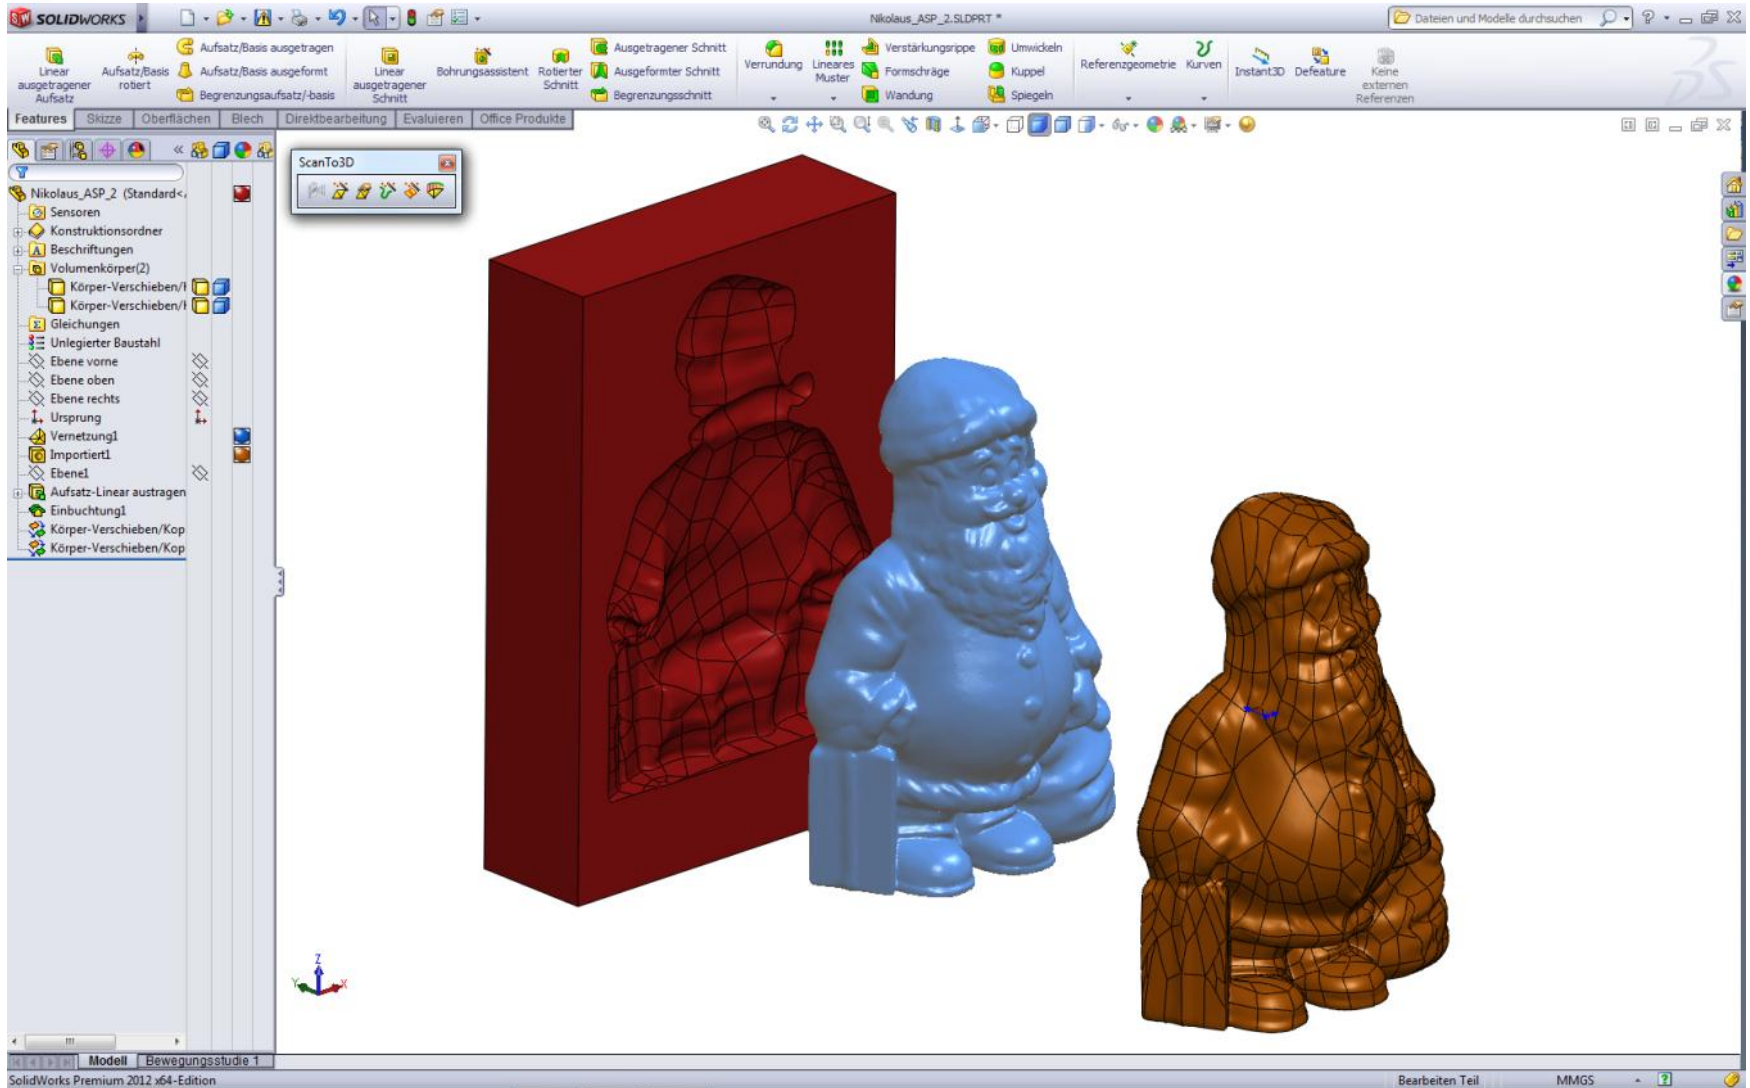 SOLIDWORKS
Nikolaus_ASP_2.SLDPRT *
Dateien und Modelle durchsuchen
Linear ausgetragener Aufsatz
Aufsatz/Basis rotiert
Aufsatz/Basis ausgetragen
Aufsatz/Basis ausgeformt
Begrenzungsaufsatz/-basis
Linear ausgetragener Schnitt
Bohrungsassistent
Rotierter Schnitt
Ausgetragener Schnitt
Ausgeformter Schnitt
Begrenzungsschnitt
Verrundung
Lineares Muster
Verstärkungsrippe
Formschräge
Wandung
Umwickeln
Kuppel
Spiegeln
Referenzgeometrie
Kurven
Instant3D
Defeature
Keine externen Referenzen
Features Skizze Oberflächen Blech Direktbearbeitung Evaluieren Office Produkte
ScanTo3D
Nikolaus_ASP_2 (Standard<
Sensoren
Konstruktionsordner
Beschriftungen
Volumenkörper(2)
Körper-Verschieben/
Körper-Verschieben/
Gleichungen
Unlegierter Baustahl
Ebene vorne
Ebene oben
Ebene rechts
Ursprung
Vernetzung1
Importiert1
Ebene1
Aufsatz-Linear austragen
Einbuchtung1
Körper-Verschieben/Kop
Körper-Verschieben/Kop
Z
Y X
Modell Bewegungsstudie 1
SolidWorks Premium 2012 x64-Edition
Bearbeiten Teil MMGS